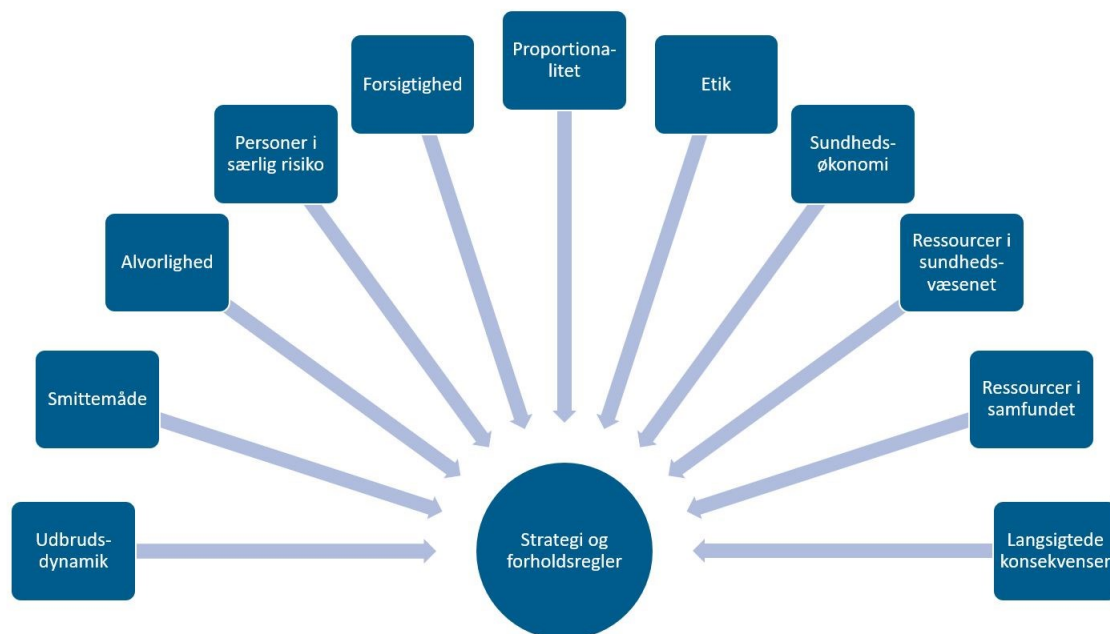 Proportiona-
litet
Forsigtighed
Etik
Personer i
særlig risiko
Sundheds-
økonomi
Alvorlighed
Ressourcer i
sundheds-
væsenet
Smittemåde
Ressourcer i
samfundet
Udbruds-
dynamik
Strategi og
forholdsregler
Langsigtede
konsekvenser